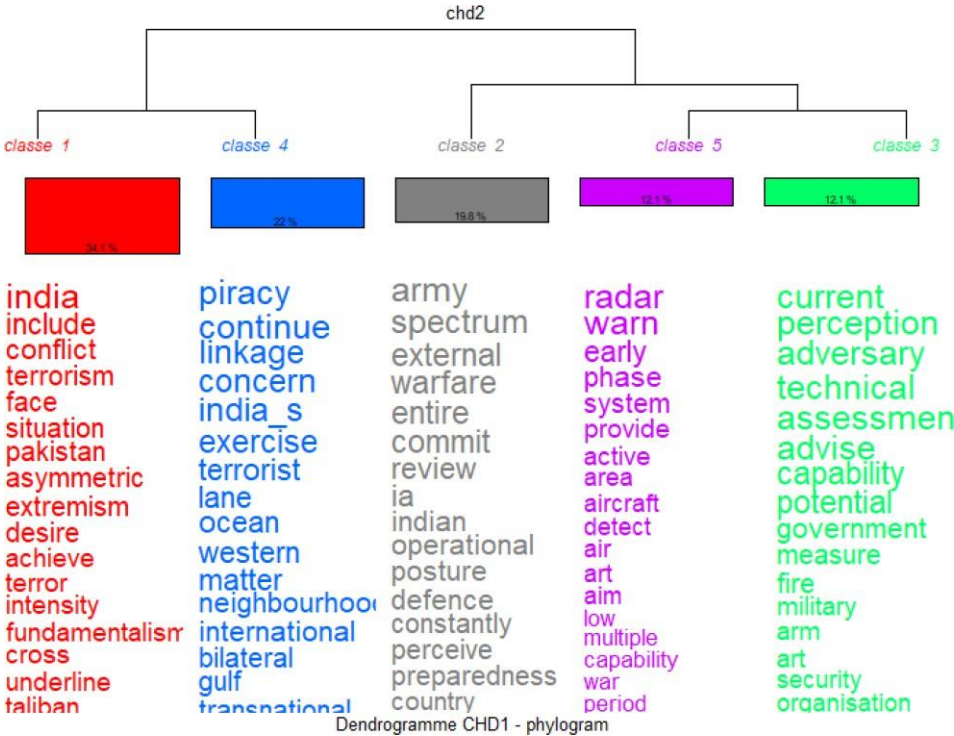 chd2
classe 1
classe 4
classe 2
classe 5
classe 3
34.1 %
22 %
19.8 %
12.1 %
12.1 %
india
include
conflict
terrorism
face
situation
pakistan
asymmetric
extremism
desire
achieve
terror
intensity
fundamentalism
cross
underline
taliban
piracy
continue
linkage
concern
india_s
exercise
terrorist
lane
ocean
western
matter
neighbourhood
international
bilateral
gulf
transnational
army
spectrum
external
warfare
entire
commit
review
ia
indian
operational
posture
defence
constantly
perceive
preparedness
country
radar
warn
early
phase
system
provide
active
area
aircraft
detect
air
art
aim
low
multiple
capability
war
period
current
perception
adversary
technical
assessmen
advise
capability
potential
government
measure
fire
military
arm
art
security
organisation
Dendrogramme CHD1 - phylogram